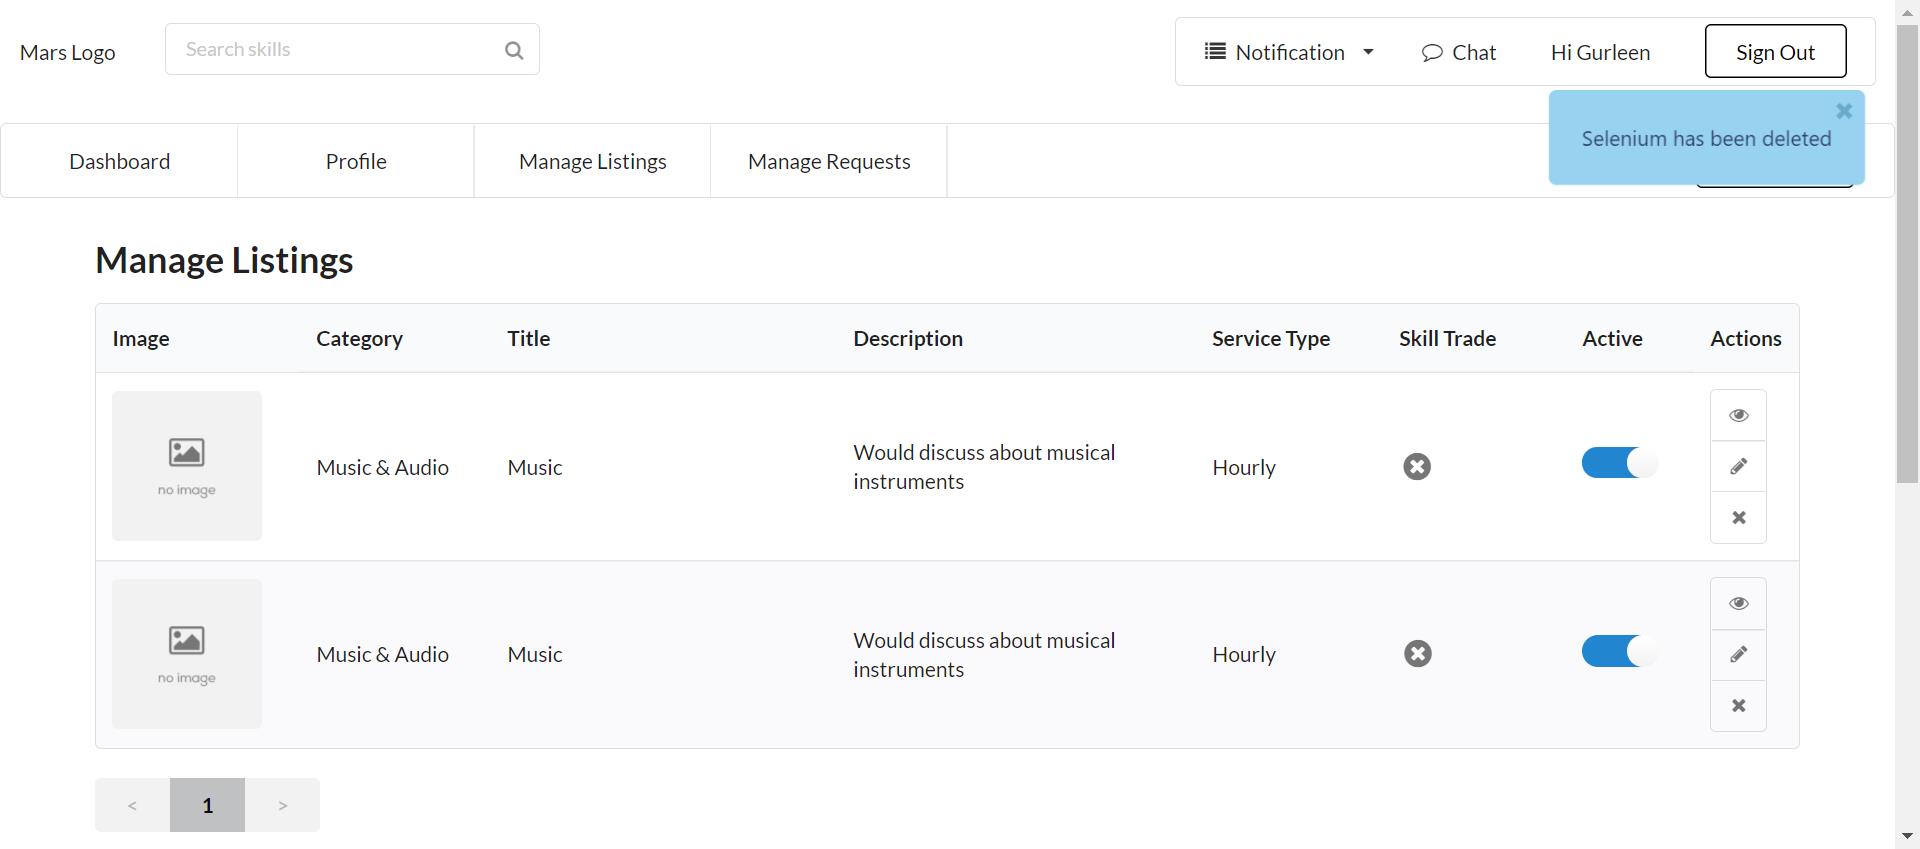 Mars Logo
Search skills
Notification
Chat
Hi Gurleen
Sign Out
Selenium has been deleted
Dashboard
Profile
Manage Listings
Manage Requests
Manage Listings
Image Category Title Description Service Type Skill Trade Active Actions
no image
Music & Audio
Music
Would discuss about musical
instruments
Hourly
no image
Music & Audio
Music
Would discuss about musical
instruments
Hourly
< 1 >